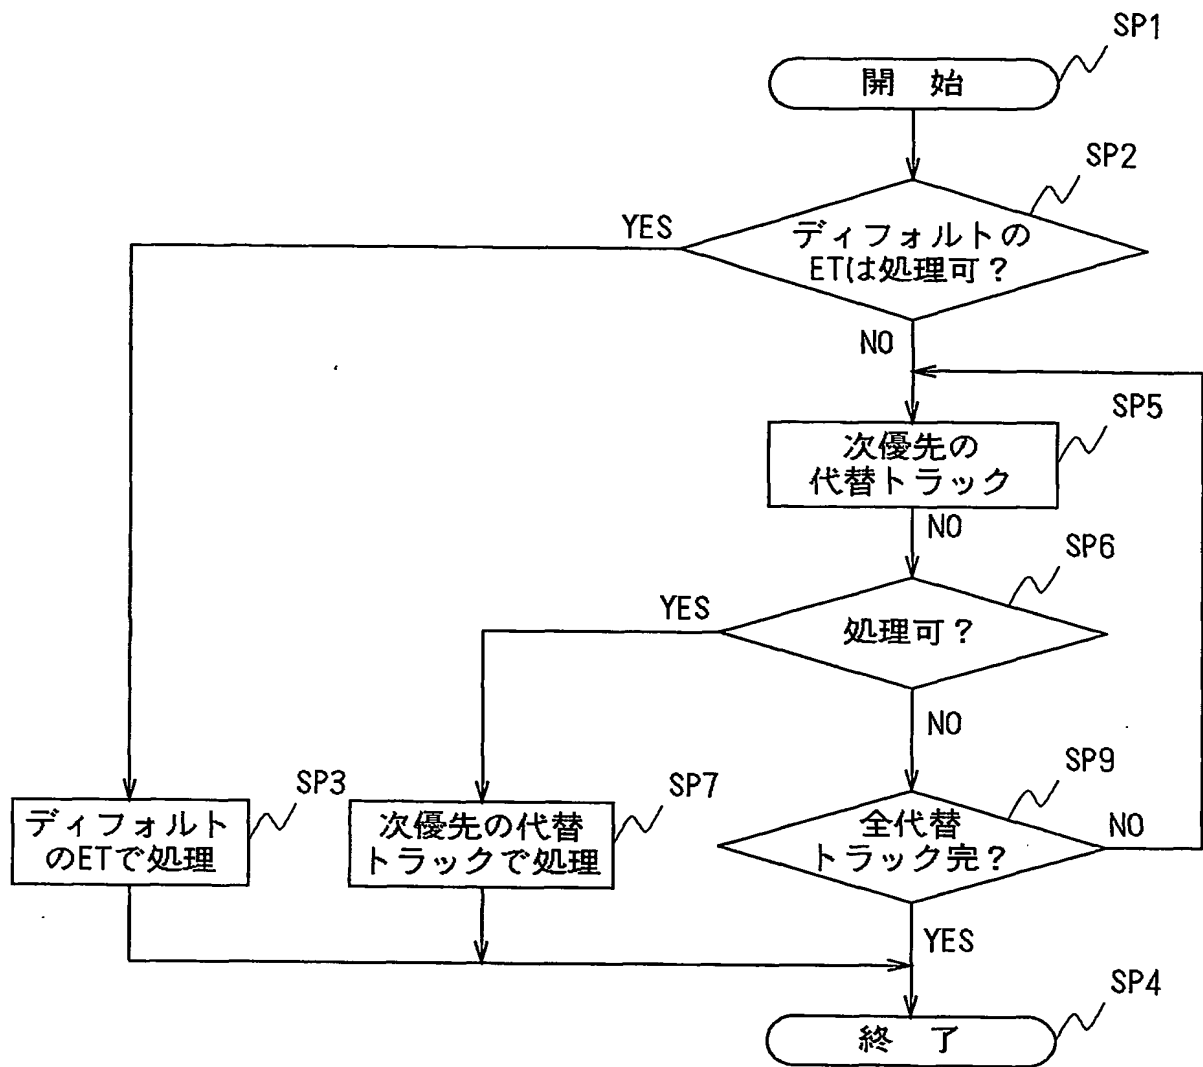 SP1
開 始
SP2
YES
ディフォルトの
ETは処理可？
NO
SP5
次優先の
代替トラック
NO
SP6
YES
処理可？
NO
SP3
SP7
SP9
ディフォルト
のETで処理
次優先の代替
トラックで処理
全代替
トラック完？
NO
YES
SP4
終 了